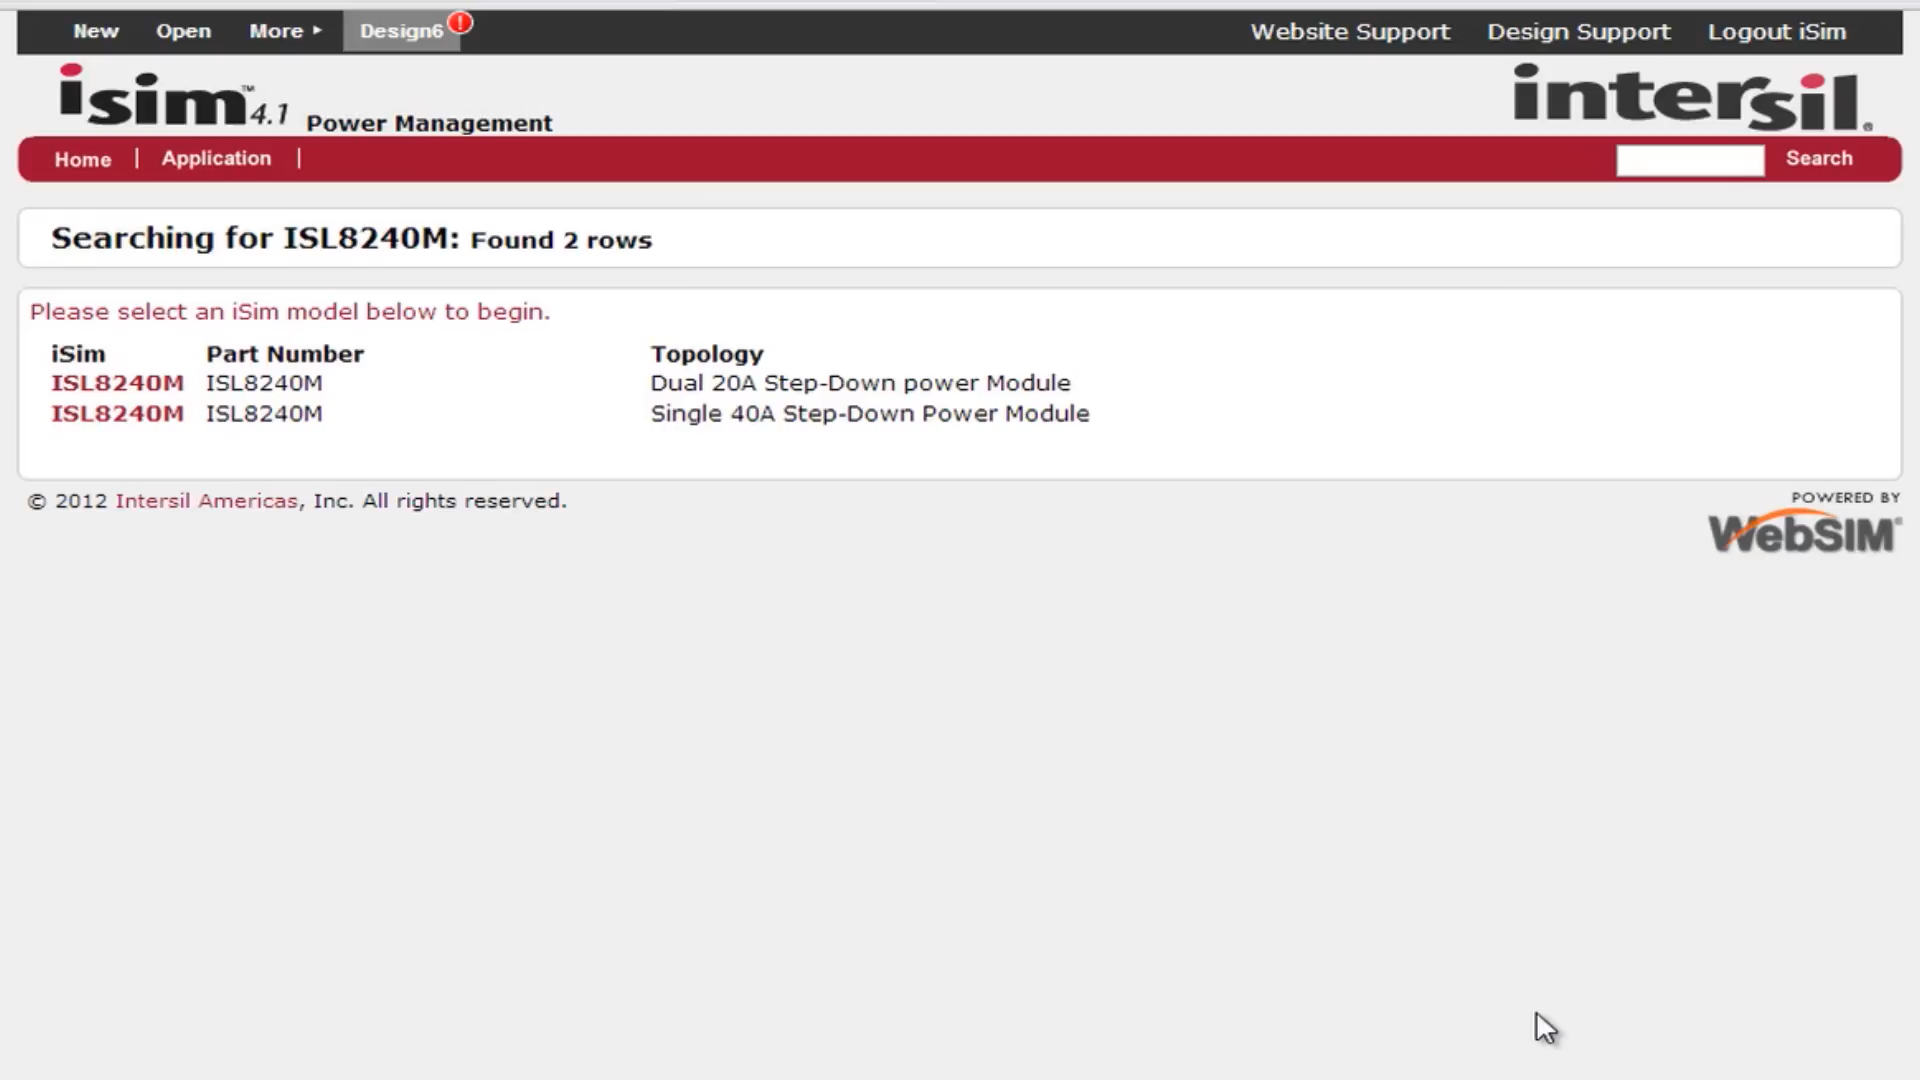 New Open More Design6 ! Website Support Design Support Logout iSim
isim™4.1 Power Management intersil®
Home | Application | Search
Searching for ISL8240M: Found 2 rows
Please select an iSim model below to begin.
iSim Part Number Topology
ISL8240M ISL8240M Dual 20A Step-Down power Module
ISL8240M ISL8240M Single 40A Step-Down Power Module
© 2012 Intersil Americas, Inc. All rights reserved.
POWERED BY
WebSIM®